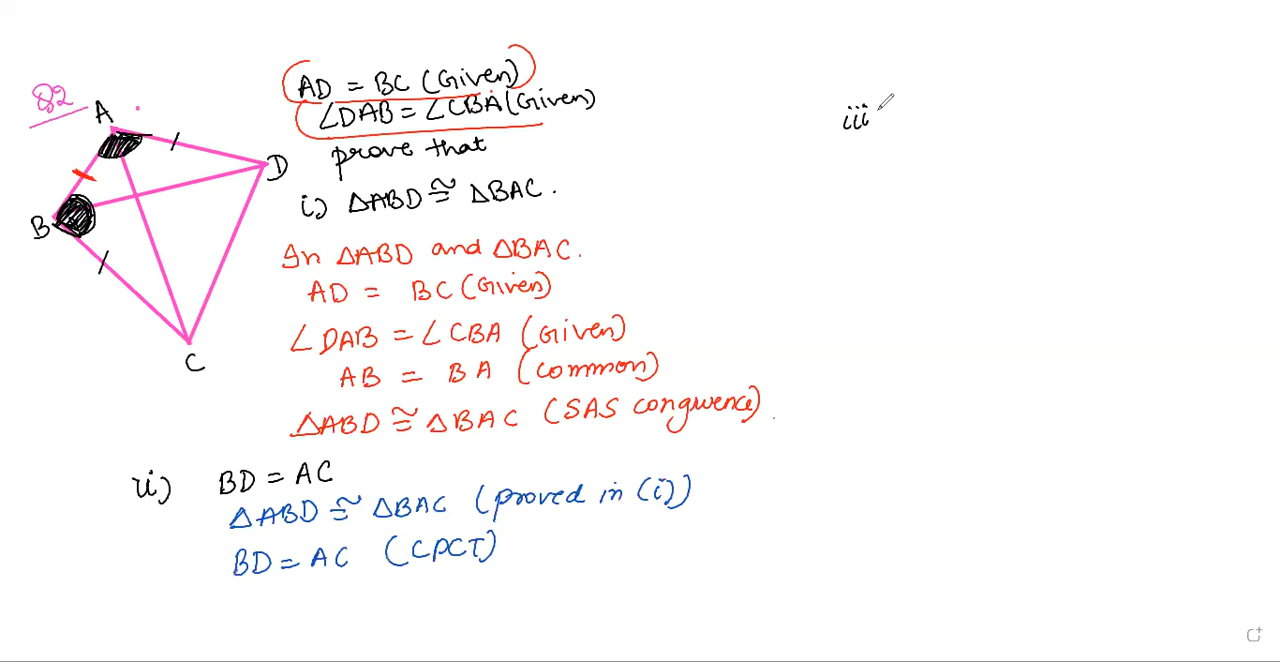 Q2
A
D
B
C
AD = BC (Given)
∠DAB = ∠CBA (Given)
prove that
i) △ABD ≅ △BAC.
In △ABD and △BAC.
AD = BC (Given)
∠DAB = ∠CBA (Given)
AB = BA (common)
△ABD ≅ △BAC (SAS congruence).
ii) BD = AC
△ABD ≅ △BAC (proved in (i))
BD = AC (CPCT)
iii